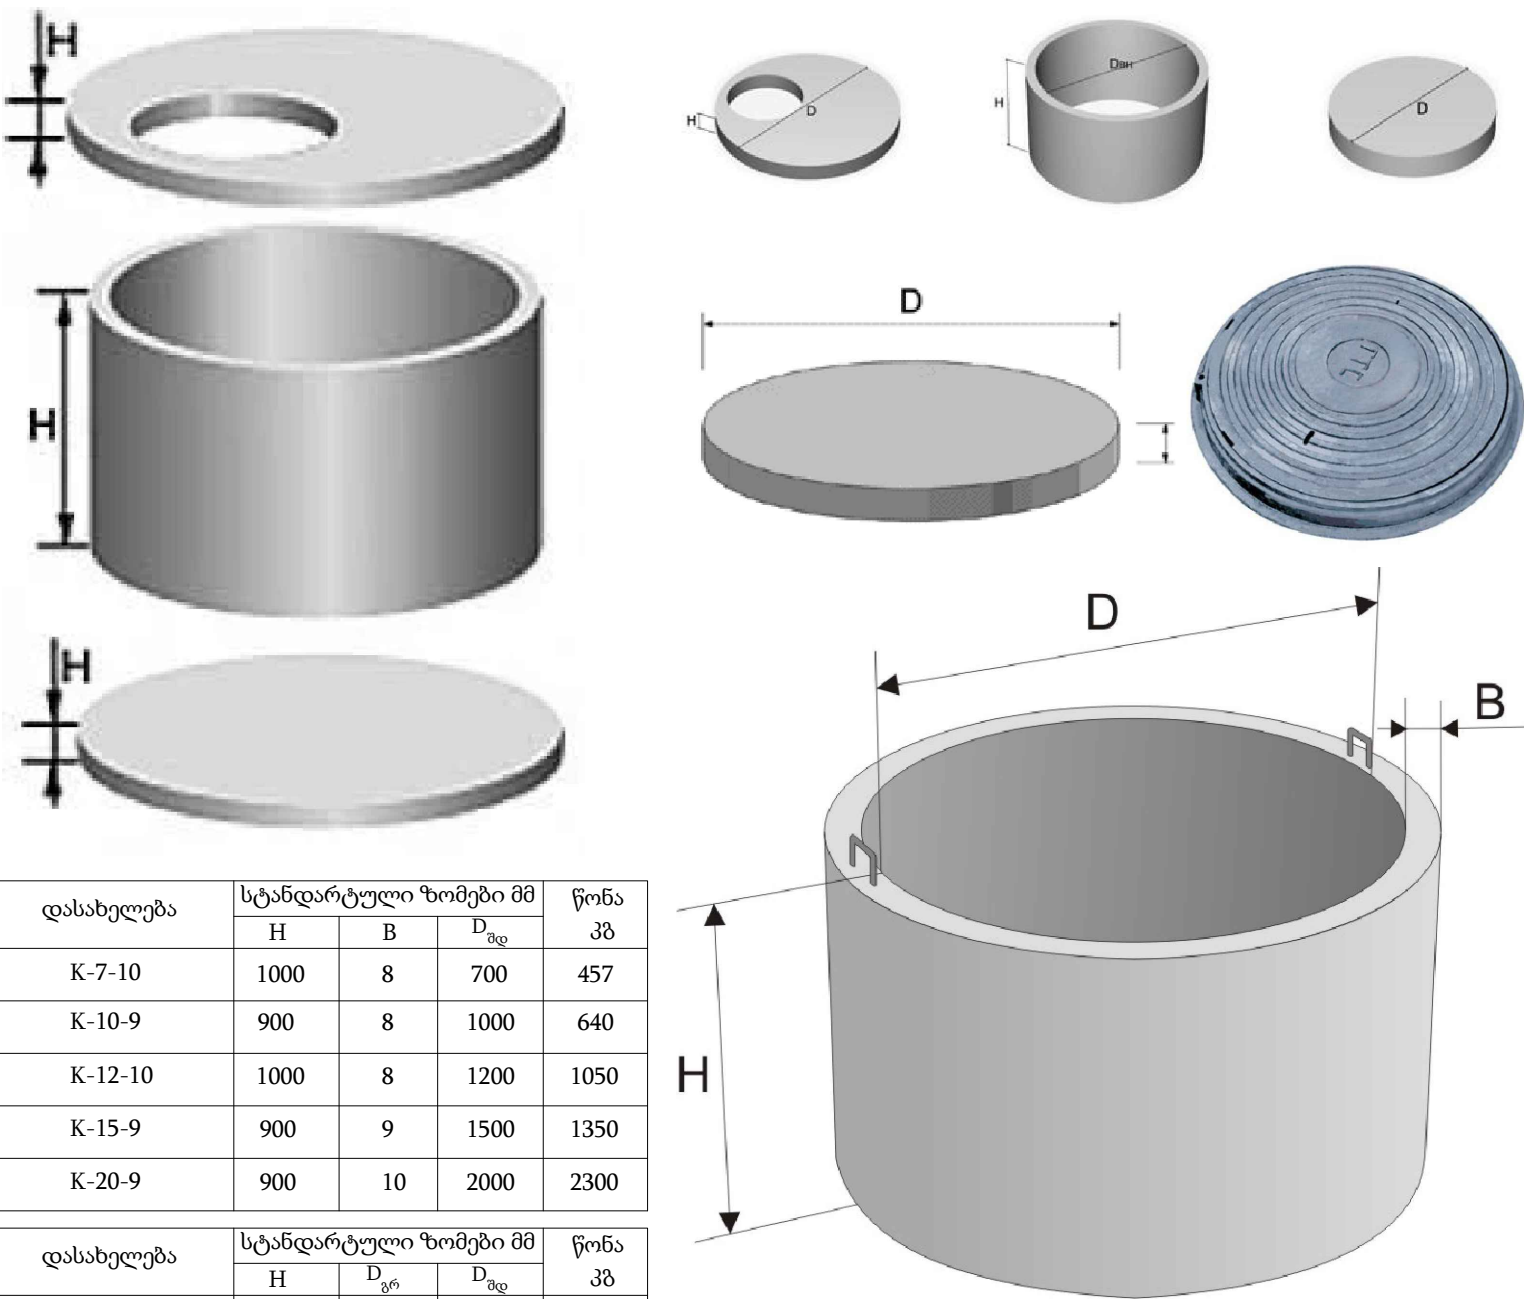 H
H
H
H
D
H
Dвн
D
D
D
B
H
დასახელება სტანდარტული ზომები მმ წონა კგ
H B Dშდ
K-7-10 1000 8 700 457
K-10-9 900 8 1000 640
K-12-10 1000 8 1200 1050
K-15-9 900 9 1500 1350
K-20-9 900 10 2000 2300
დასახელება სტანდარტული ზომები მმ წონა კგ
H Dგრ Dშდ